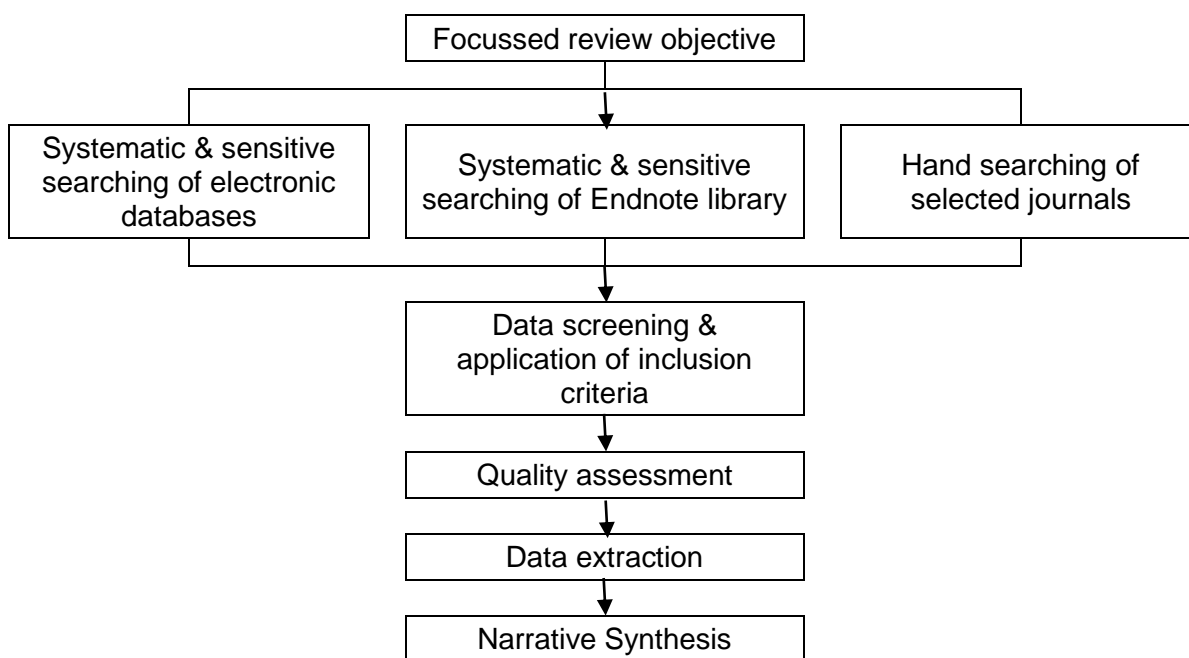 Focussed review objective
Systematic & sensitive
searching of electronic
databases
Systematic & sensitive
searching of Endnote library
Hand searching of
selected journals
Data screening &
application of inclusion
criteria
Quality assessment
Data extraction
Narrative Synthesis